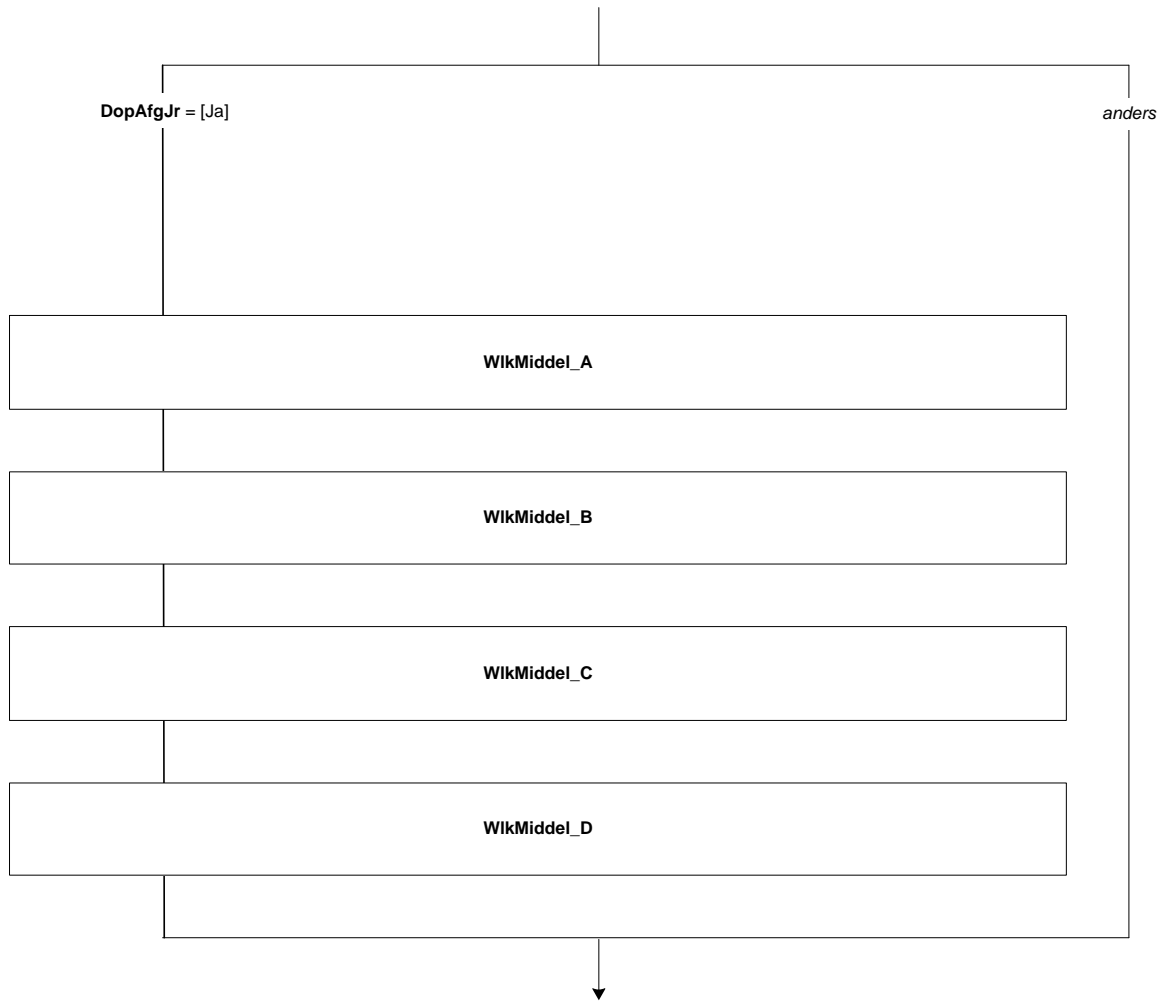 DopAfgJr = [Ja]
anders
WlkMiddel_A
WlkMiddel_B
WlkMiddel_C
WlkMiddel_D